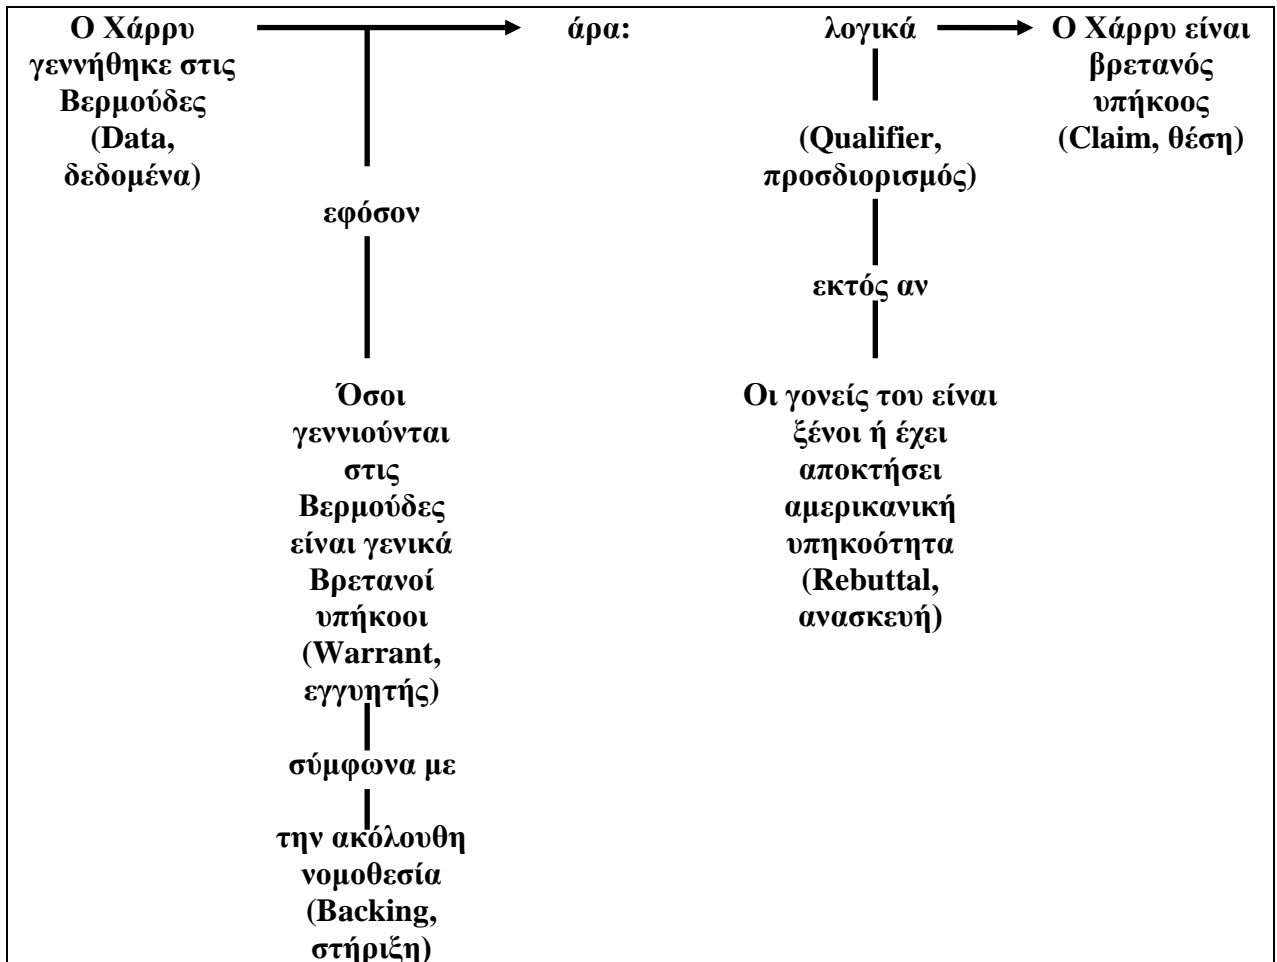 Ο Χάρρυ
γεννήθηκε στις
Βερμούδες
(Data,
δεδομένα)
άρα:
λογικά
(Qualifier,
προσδιορισμός)
Ο Χάρρυ είναι
βρετανός
υπήκοος
(Claim, θέση)
εφόσον
εκτός αν
Όσοι
γεννιούνται
στις
Βερμούδες
είναι γενικά
Βρετανοί
υπήκοοι
(Warrant,
εγγυητής)
Οι γονείς του είναι
ξένοι ή έχει
αποκτήσει
αμερικανική
υπηκοότητα
(Rebuttal,
ανασκευή)
σύμφωνα με
την ακόλουθη
νομοθεσία
(Backing,
στήριξη)